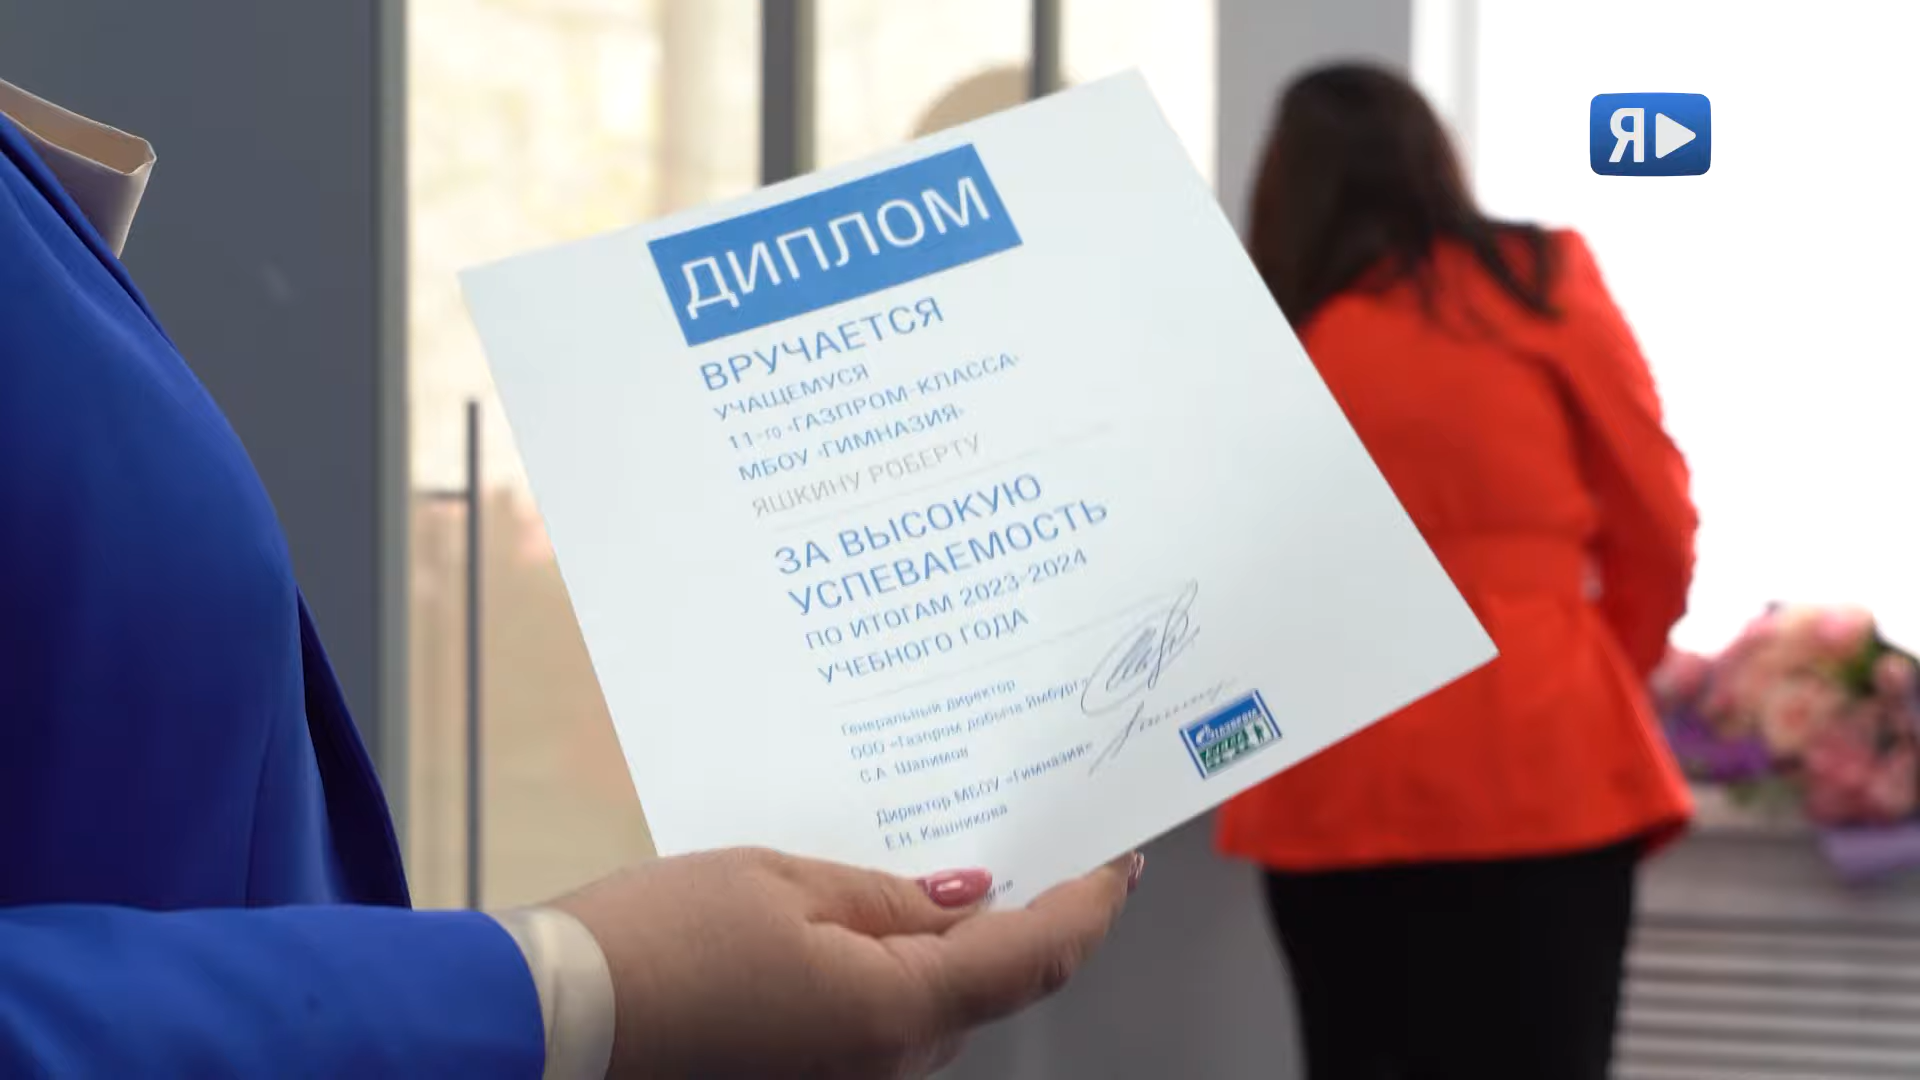 Я
ДИПЛОМ
ВРУЧАЕТСЯ
УЧАЩЕМУСЯ
11-го «ГАЗПРОМ-КЛАССА»
МБОУ «ГИМНАЗИЯ»
ЯШКИНУ РОБЕРТУ
ЗА ВЫСОКУЮ
УСПЕВАЕМОСТЬ
ПО ИТОГАМ 2023-2024
УЧЕБНОГО ГОДА
Генеральный директор
ООО «Газпром добыча Ямбург»
С.А. Шалимов
Директор МБОУ «Гимназия»
Е.Н. Кашникова
ГАЗПРОМ